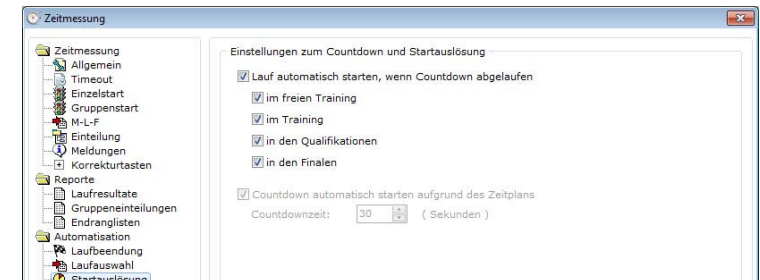 Zeitmessung
Zeitmessung
Allgemein
Timeout
Einzelstart
Gruppenstart
M-L-F
Einteilung
Meldungen
Korrekturtasten
Reporte
Laufresultate
Gruppeneinteilungen
Endranglisten
Automatisation
Laufbeendung
Laufauswahl
Startauslösung
Einstellungen zum Countdown und Startauslösung
Lauf automatisch starten, wenn Countdown abgelaufen
im freien Training
im Training
in den Qualifikationen
in den Finalen
Countdown automatisch starten aufgrund des Zeitplans
Countdownzeit: 30 ( Sekunden )